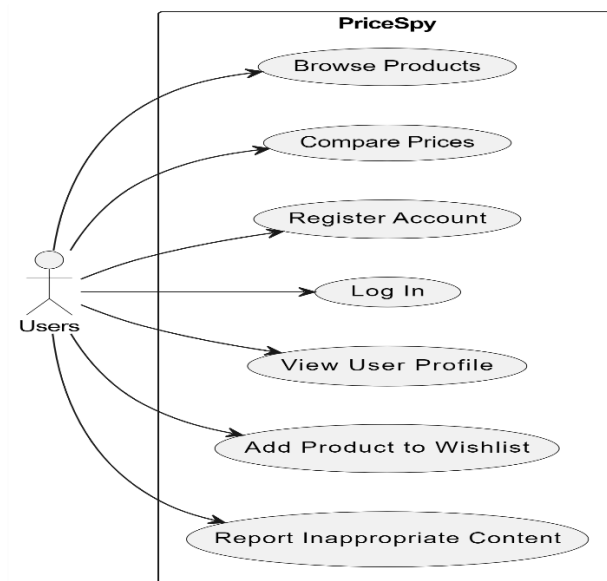 PriceSpy
Browse Products
Compare Prices
Register Account
Log In
Users
View User Profile
Add Product to Wishlist
Report Inappropriate Content